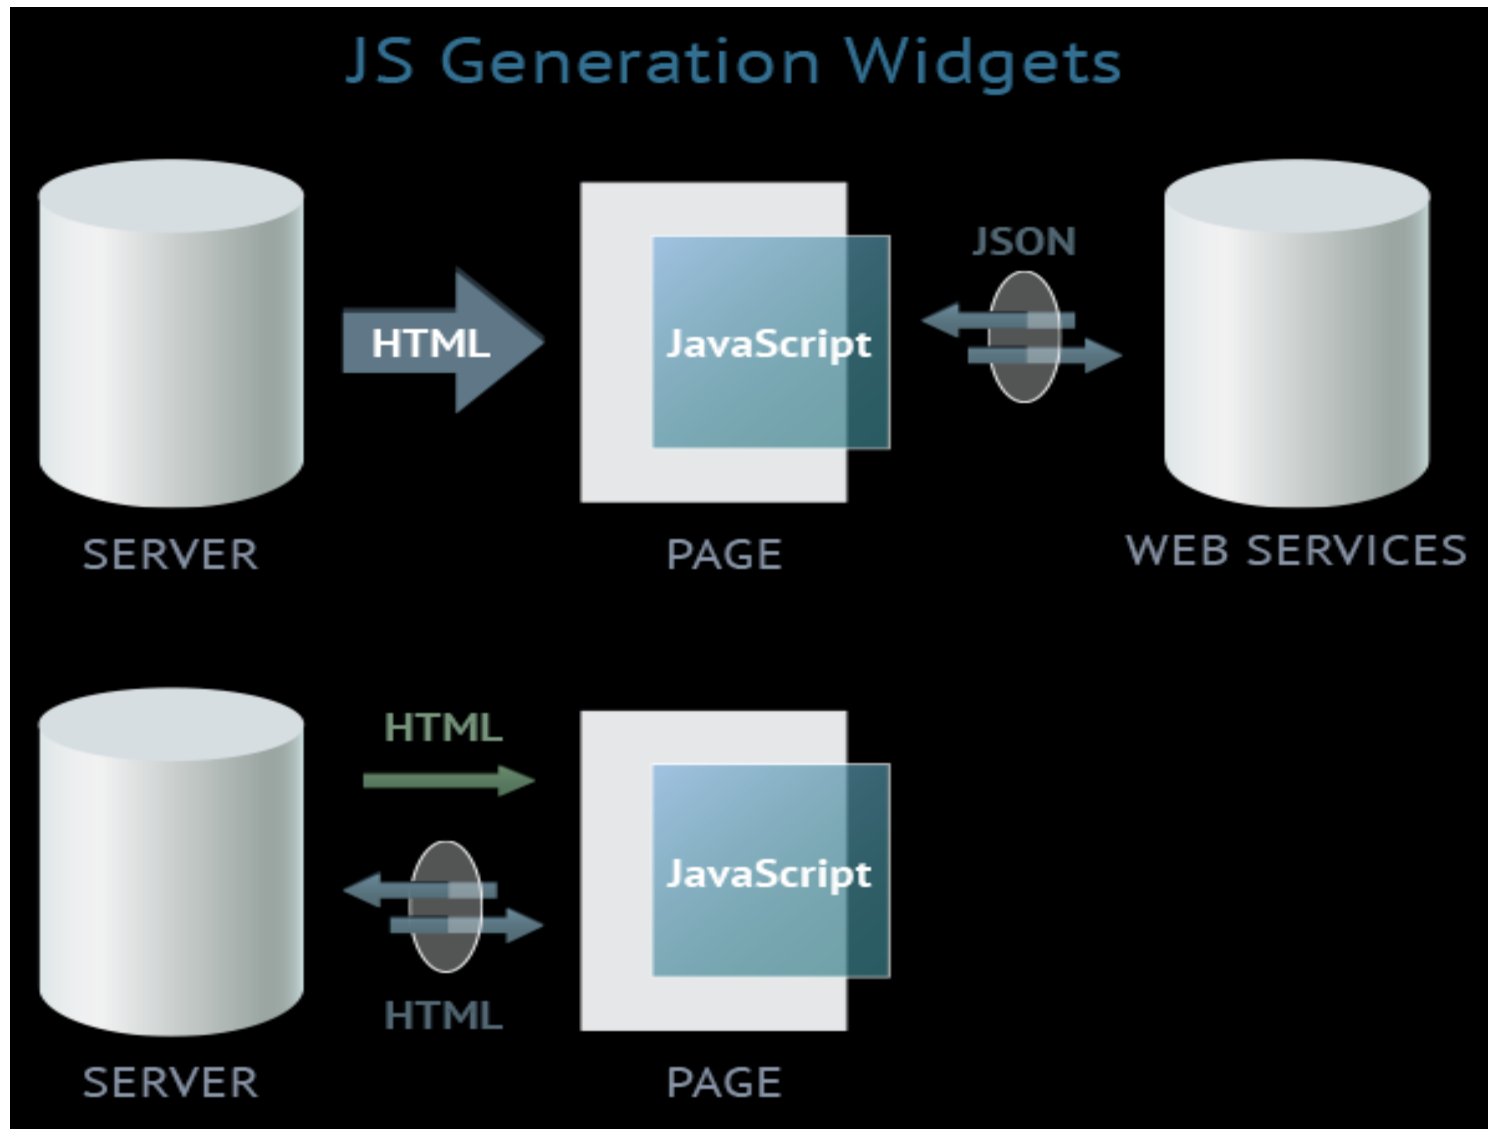 JS Generation Widgets
HTML
JavaScript
JSON
SERVER
PAGE
WEB SERVICES
HTML
JavaScript
HTML
SERVER
PAGE